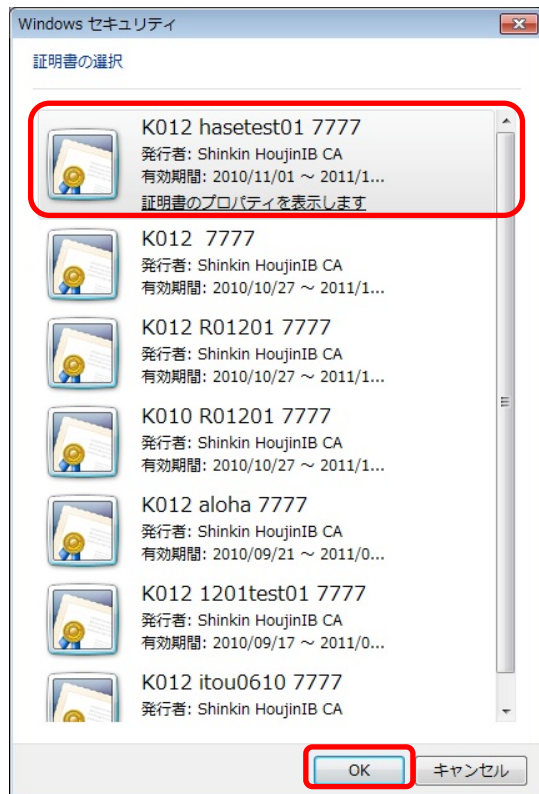 Windows セキュリティ
証明書の選択
K012 hasetest01 7777
発行者: Shinkin HoujinIB CA
有効期間: 2010/11/01 ～ 2011/1...
証明書のプロパティを表示します
K012  7777
発行者: Shinkin HoujinIB CA
有効期間: 2010/10/27 ～ 2011/1...
K012 R01201 7777
発行者: Shinkin HoujinIB CA
有効期間: 2010/10/27 ～ 2011/1...
K010 R01201 7777
発行者: Shinkin HoujinIB CA
有効期間: 2010/10/27 ～ 2011/1...
K012 aloha 7777
発行者: Shinkin HoujinIB CA
有効期間: 2010/09/21 ～ 2011/0...
K012 1201test01 7777
発行者: Shinkin HoujinIB CA
有効期間: 2010/09/17 ～ 2011/0...
K012 itou0610 7777
発行者: Shinkin HoujinIB CA
OK キャンセル